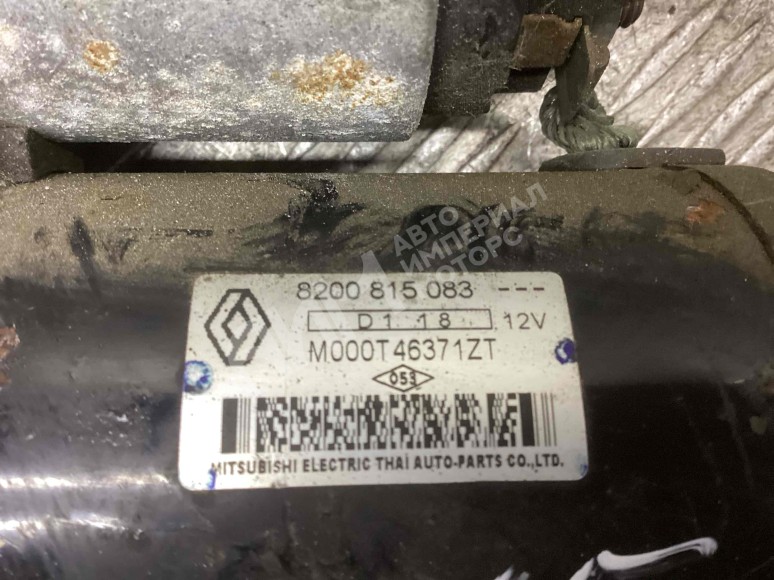 АВТО
ИМПЕРИАЛ
МОТОРС
8200 815 083 ---
D1 18 12V
M000T46371ZT
053
MITSUBISHI ELECTRIC THAI AUTO-PARTS CO.,LTD.